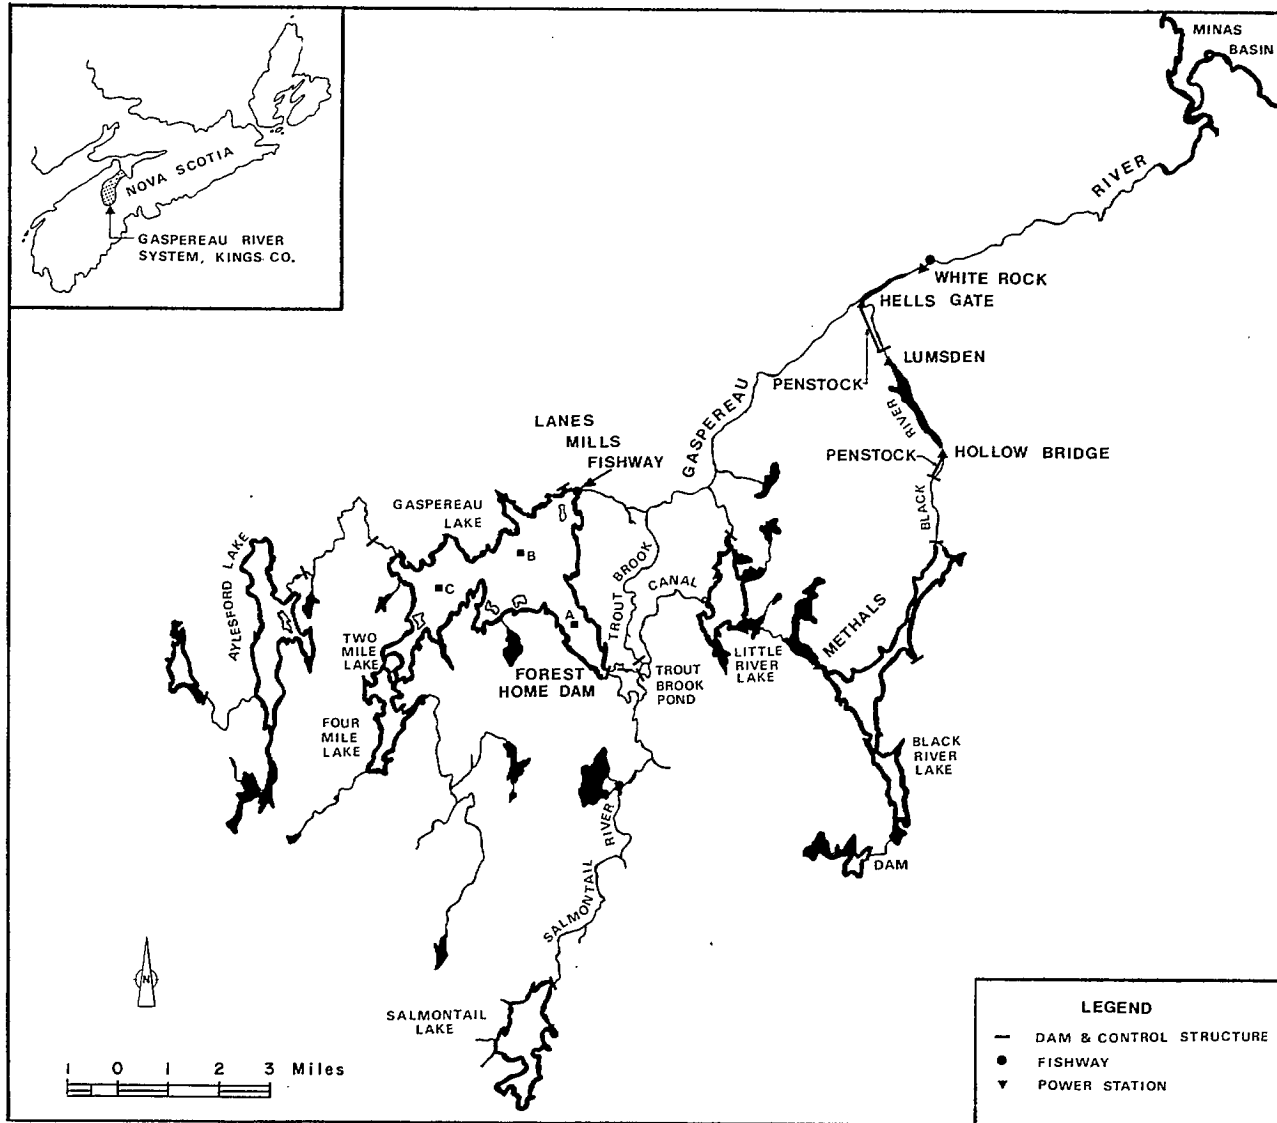 NOVA SCOTIA
GASPEREAU RIVER
SYSTEM, KINGS CO.
MINAS
BASIN
RIVER
WHITE ROCK
HELLS GATE
LUMSDEN
PENSTOCK
RIVER
HOLLOW BRIDGE
PENSTOCK
BLACK
GASPEREAU
LANES
MILLS
FISHWAY
GASPEREAU
LAKE
B
C
A
AYLESFORD LAKE
TWO
MILE
LAKE
FOUR
MILE
LAKE
FOREST
HOME DAM
TROUT BROOK
CANAL
TROUT
BROOK
POND
LITTLE
RIVER
LAKE
METHALS
BLACK
RIVER
LAKE
DAM
SALMONTAIL RIVER
SALMONTAIL
LAKE
N
1 0 1 2 3 Miles
LEGEND
DAM & CONTROL STRUCTURE
FISHWAY
POWER STATION